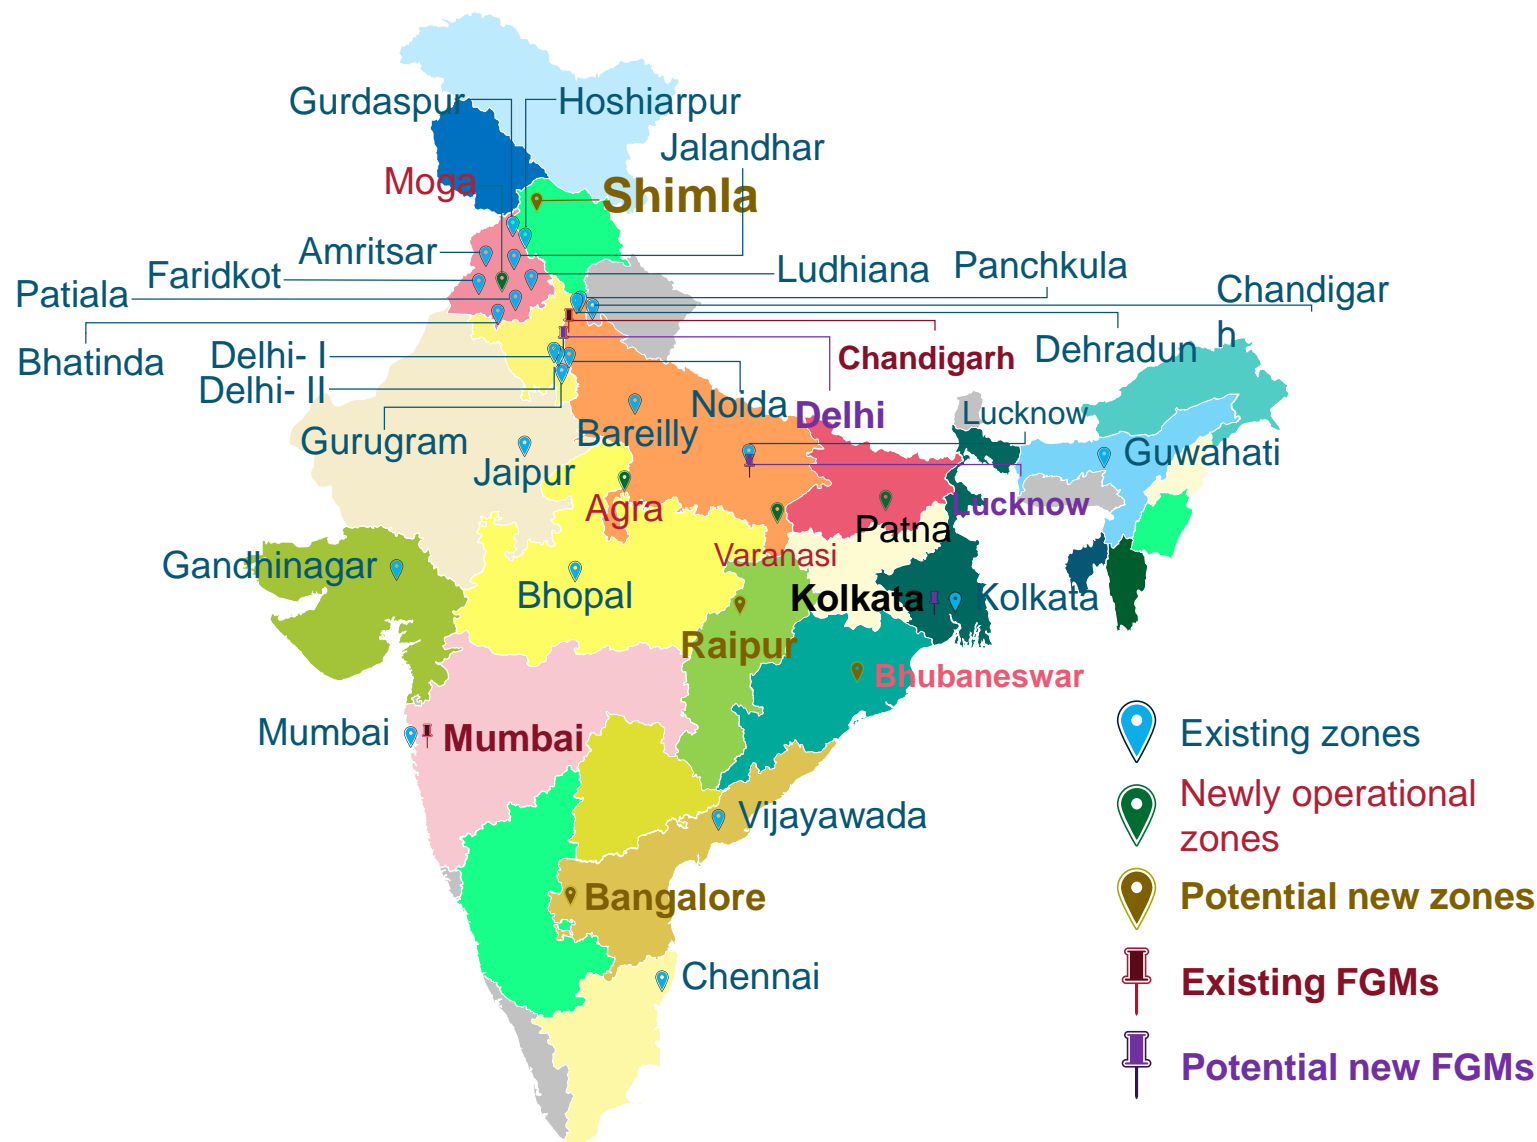 Gurdaspur
Hoshiarpur
Jalandhar
Moga
Shimla
Amritsar
Ludhiana
Panchkula
Faridkot
Patiala
Chandigar
h
Bhatinda
Delhi- I
Chandigarh
Dehradun
Delhi- II
Noida
Delhi
Lucknow
Gurugram
Bareilly
Jaipur
Guwahati
Agra
Lucknow
Patna
Varanasi
Gandhinagar
Bhopal
Kolkata
Kolkata
Raipur
Bhubaneswar
Mumbai
Mumbai
Existing zones
Newly operational
zones
Vijayawada
Bangalore
Potential new zones
Chennai
Existing FGMs
Potential new FGMs